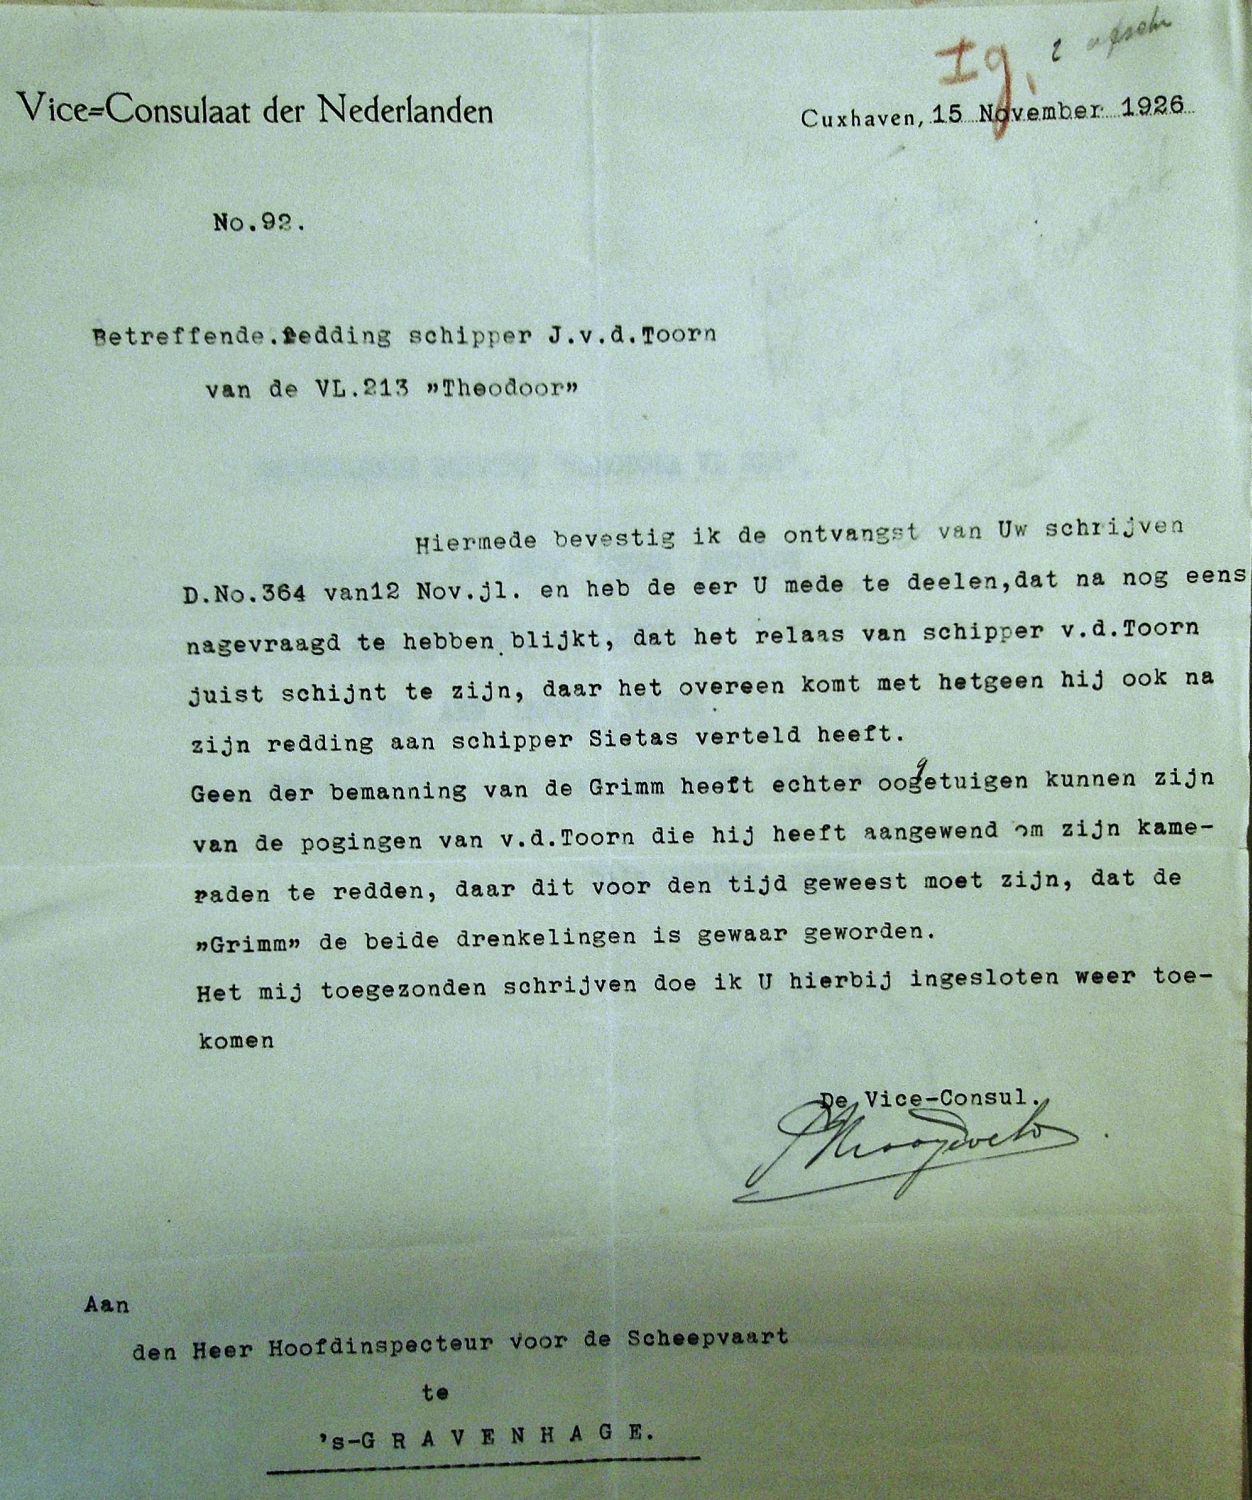 Ig. 2 afschr
Vice=Consulaat der Nederlanden
Cuxhaven, 15 November 1926
No.92.
Betreffende.Redding schipper J.v.d.Toorn
van de VL.213 „Theodoor”
Hiermede bevestig ik de ontvangst van Uw schrijven
D.No.364 van12 Nov.jl. en heb de eer U mede te deelen,dat na nog eens
nagevraagd te hebben blijkt, dat het relaas van schipper v.d.Toorn
juist schijnt te zijn, daar het overeen komt met hetgeen hij ook na
zijn redding aan schipper Sietas verteld heeft.
Geen der bemanning van de Grimm heeft echter oogetuigen kunnen zijn
van de pogingen van v.d.Toorn die hij heeft aangewend om zijn kame-
raden te redden, daar dit voor den tijd geweest moet zijn, dat de
„Grimm” de beide drenkelingen is gewaar geworden.
Het mij toegezonden schrijven doe ik U hierbij ingesloten weer toe-
komen
De Vice-Consul.
Aan
den Heer Hoofdinspecteur voor de Scheepvaart
te
's-GRAVENHAGE.